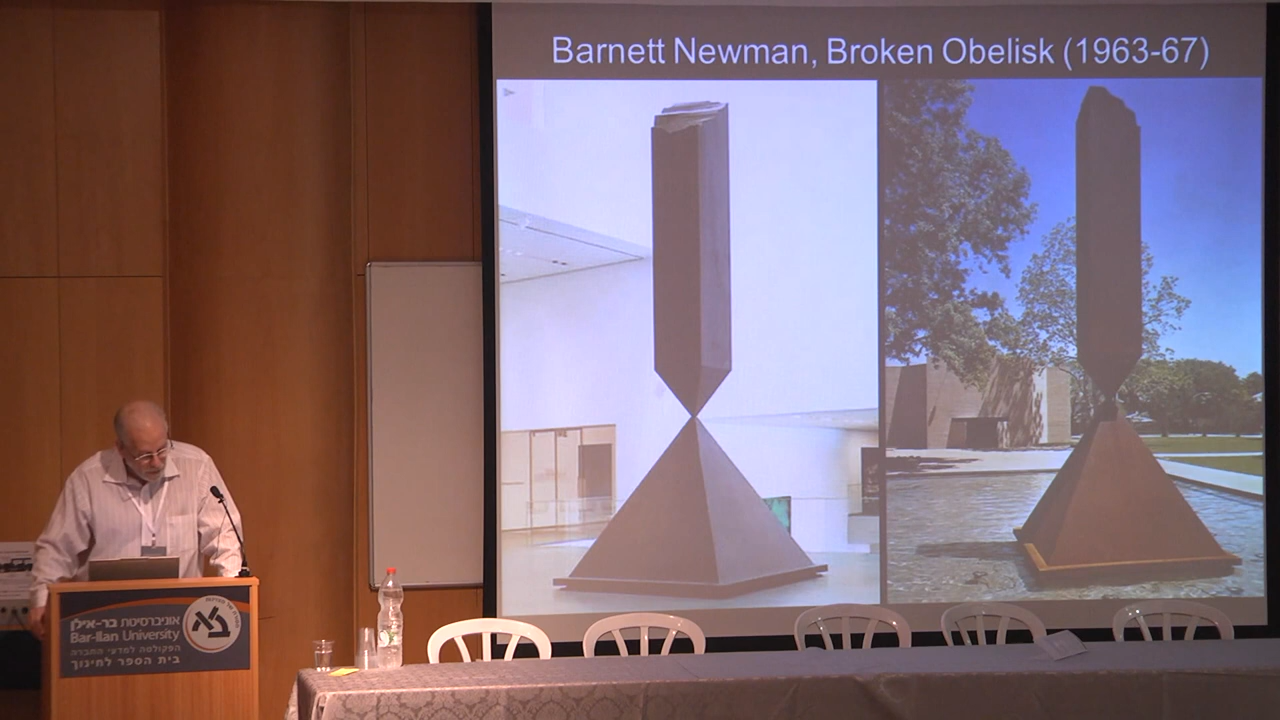 Barnett Newman, Broken Obelisk (1963-67)
אוניברסיטת בר-אילן
Bar-Ilan University
הפקולטה למדעי החברה
בית הספר לחינוך